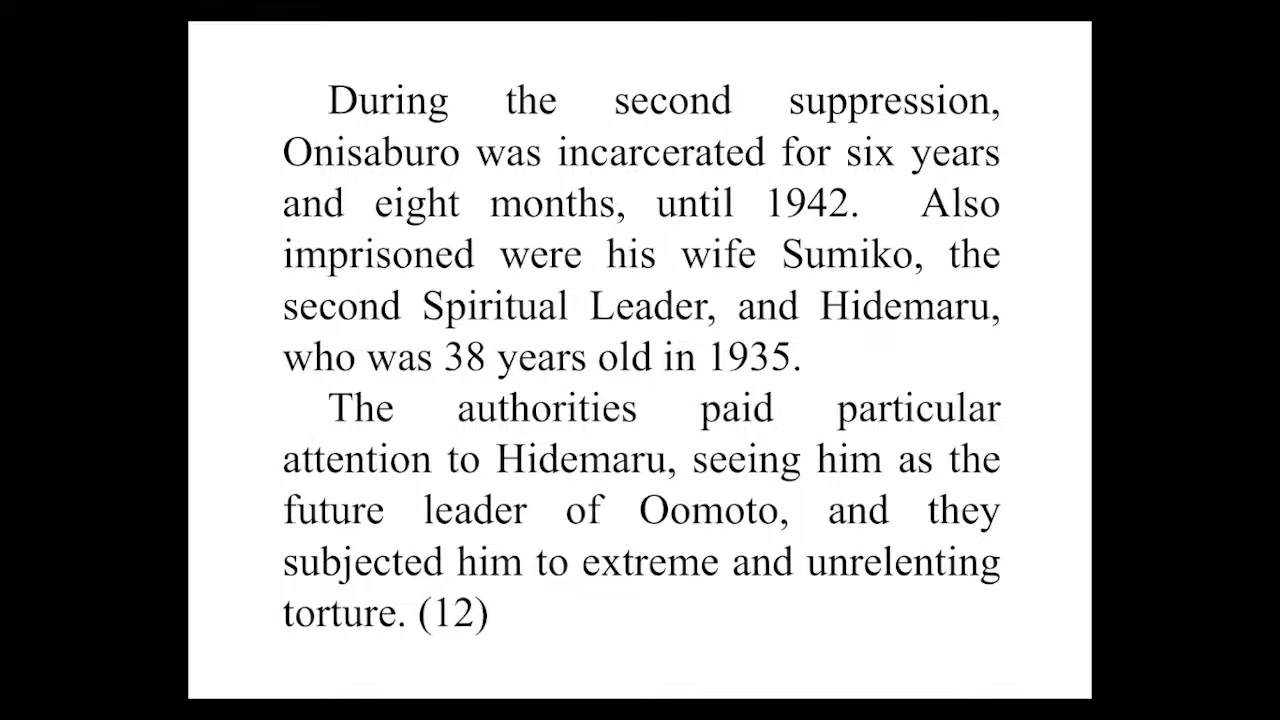 During the second suppression,
Onisaburo was incarcerated for six years
and eight months, until 1942. Also
imprisoned were his wife Sumiko, the
second Spiritual Leader, and Hidemaru,
who was 38 years old in 1935.
The authorities paid particular
attention to Hidemaru, seeing him as the
future leader of Oomoto, and they
subjected him to extreme and unrelenting
torture. (12)